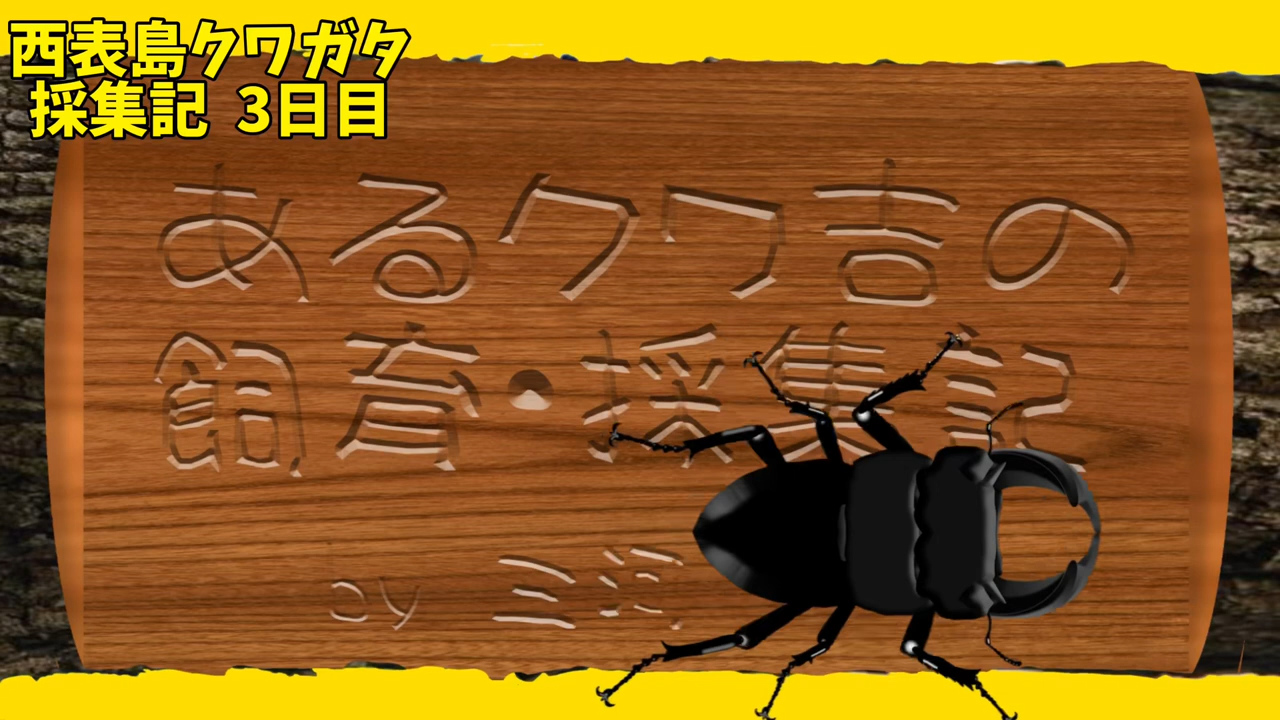 西表島クワガタ
採集記 3日目
あるクワ吉の
飼育・採集記
by